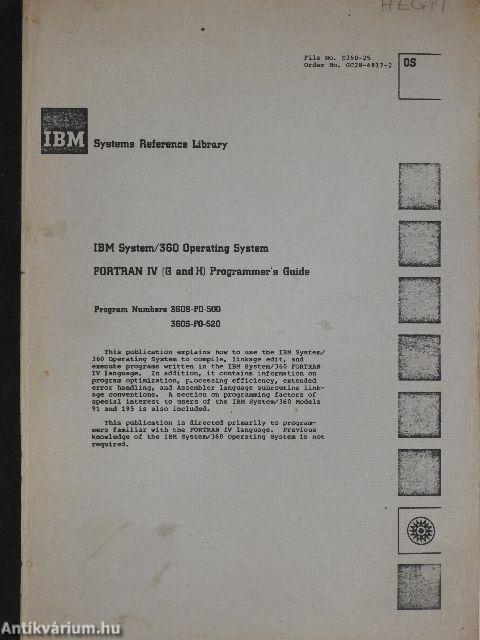 HEGYI
File No. S360-25
Order No. GC28-6817-2
OS
IBM
Systems Reference Library
IBM System/360 Operating System
FORTRAN IV (G and H) Programmer's Guide
Program Numbers 360S-FO-500
360S-FO-520
This publication explains how to use the IBM System/
360 Operating System to compile, linkage edit, and
execute programs written in the IBM System/360 FORTRAN
IV language. In addition, it contains information on
program optimization, processing efficiency, extended
error handling, and Assembler language subroutine link-
age conventions. A section on programming factors of
special interest to users of the IBM System/360 Models
91 and 195 is also included.
This publication is directed primarily to program-
mers familiar with the FORTRAN IV language. Previous
knowledge of the IBM System/360 Operating System is not
required.
Antikvárium.hu